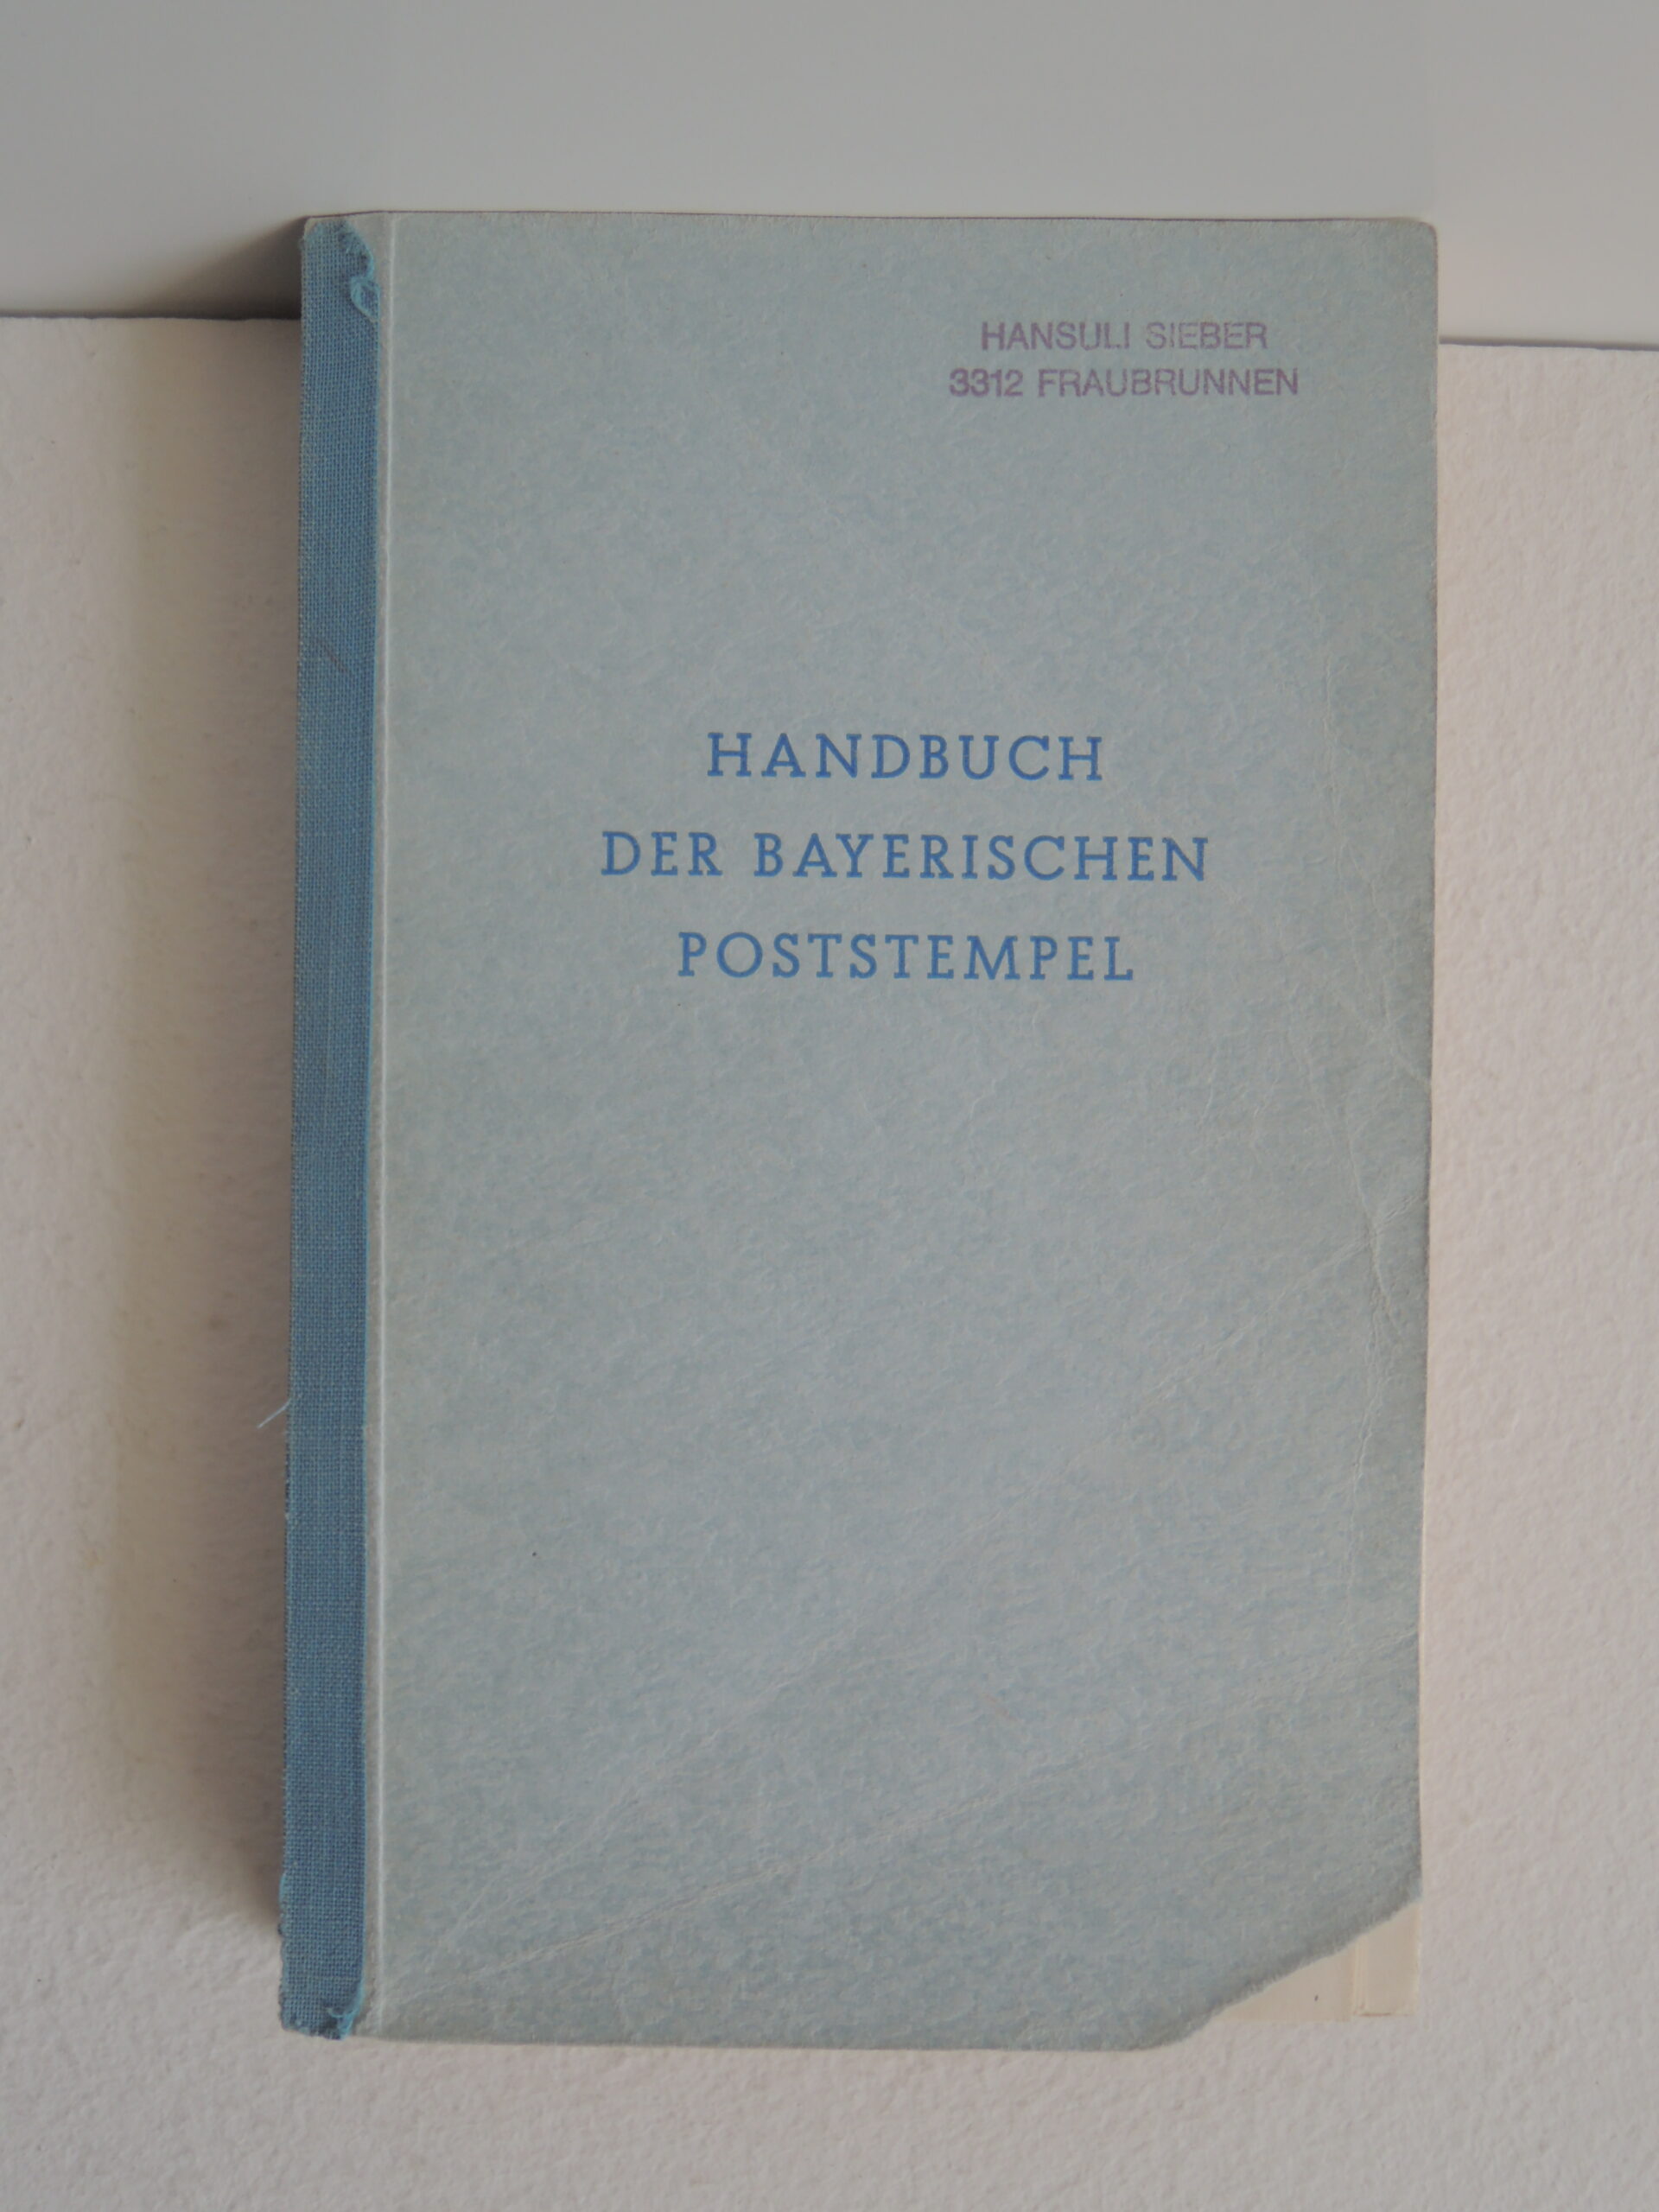 HANSULI SIEBER
3312 FRAUBRUNNEN
HANDBUCH
DER BAYERISCHEN
POSTSTEMPEL